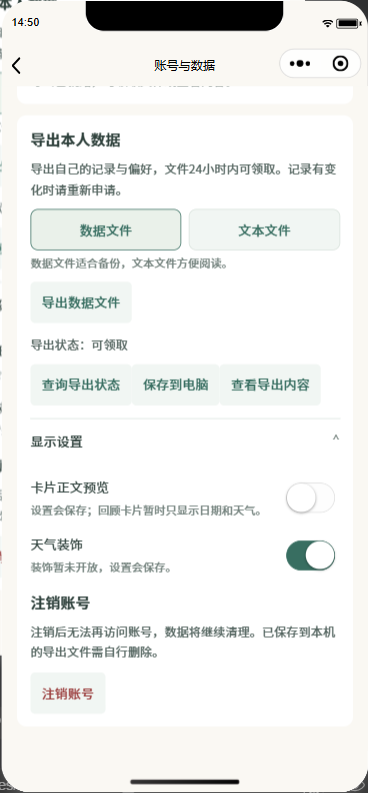 14:50
账号与数据
导出本人数据
导出自己的记录与偏好，文件24小时内可领取。记录有变
化时请重新申请。
数据文件
文本文件
数据文件适合备份，文本文件方便阅读。
导出数据文件
导出状态：可领取
查询导出状态
保存到电脑
查看导出内容
显示设置
卡片正文预览
设置会保存；回顾卡片暂时只显示日期和天气。
天气装饰
装饰暂未开放，设置会保存。
注销账号
注销后无法再访问账号，数据将继续清理。已保存到本机
的导出文件需自行删除。
注销账号